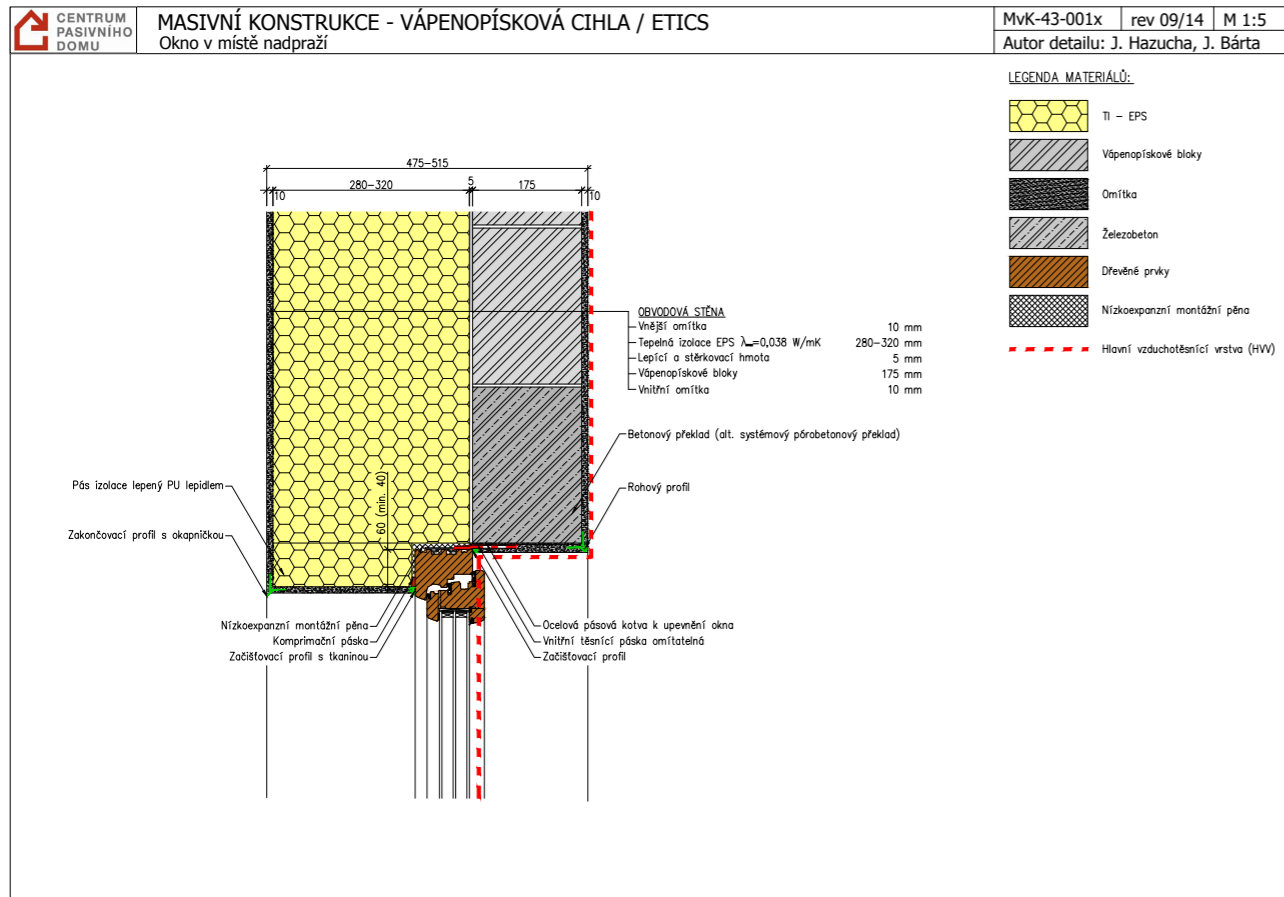 CENTRUM
PASIVNÍHO
DOMU
MASIVNÍ KONSTRUKCE - VÁPENOPÍSKOVÁ CIHLA / ETICS
Okno v místě nadpraží
MvK-43-001x rev 09/14 M 1:5
Autor detailu: J. Hazucha, J. Bárta
LEGENDA MATERIÁLŮ:
TI – EPS
Vápenopískové bloky
Omítka
Železobeton
Dřevěné prvky
Nízkoexpanzní montážní pěna
Hlavní vzduchotěsnící vrstva (HVV)
475–515
10 280–320 5 175 10
OBVODOVÁ STĚNA
Vnější omítka 10 mm
Tepelná izolace EPS λ=0,038 W/mK 280–320 mm
Lepící a stěrkovací hmota 5 mm
Vápenopískové bloky 175 mm
Vnitřní omítka 10 mm
Betonový překlad (alt. systémový pórobetonový překlad)
Rohový profil
60 (min. 40)
Pás izolace lepený PU lepidlem
Zakončovací profil s okapničkou
Nízkoexpanzní montážní pěna
Komprimační páska
Začišťovací profil s tkaninou
Ocelová pásová kotva k upevnění okna
Vnitřní těsnící páska omítatelná
Začišťovací profil